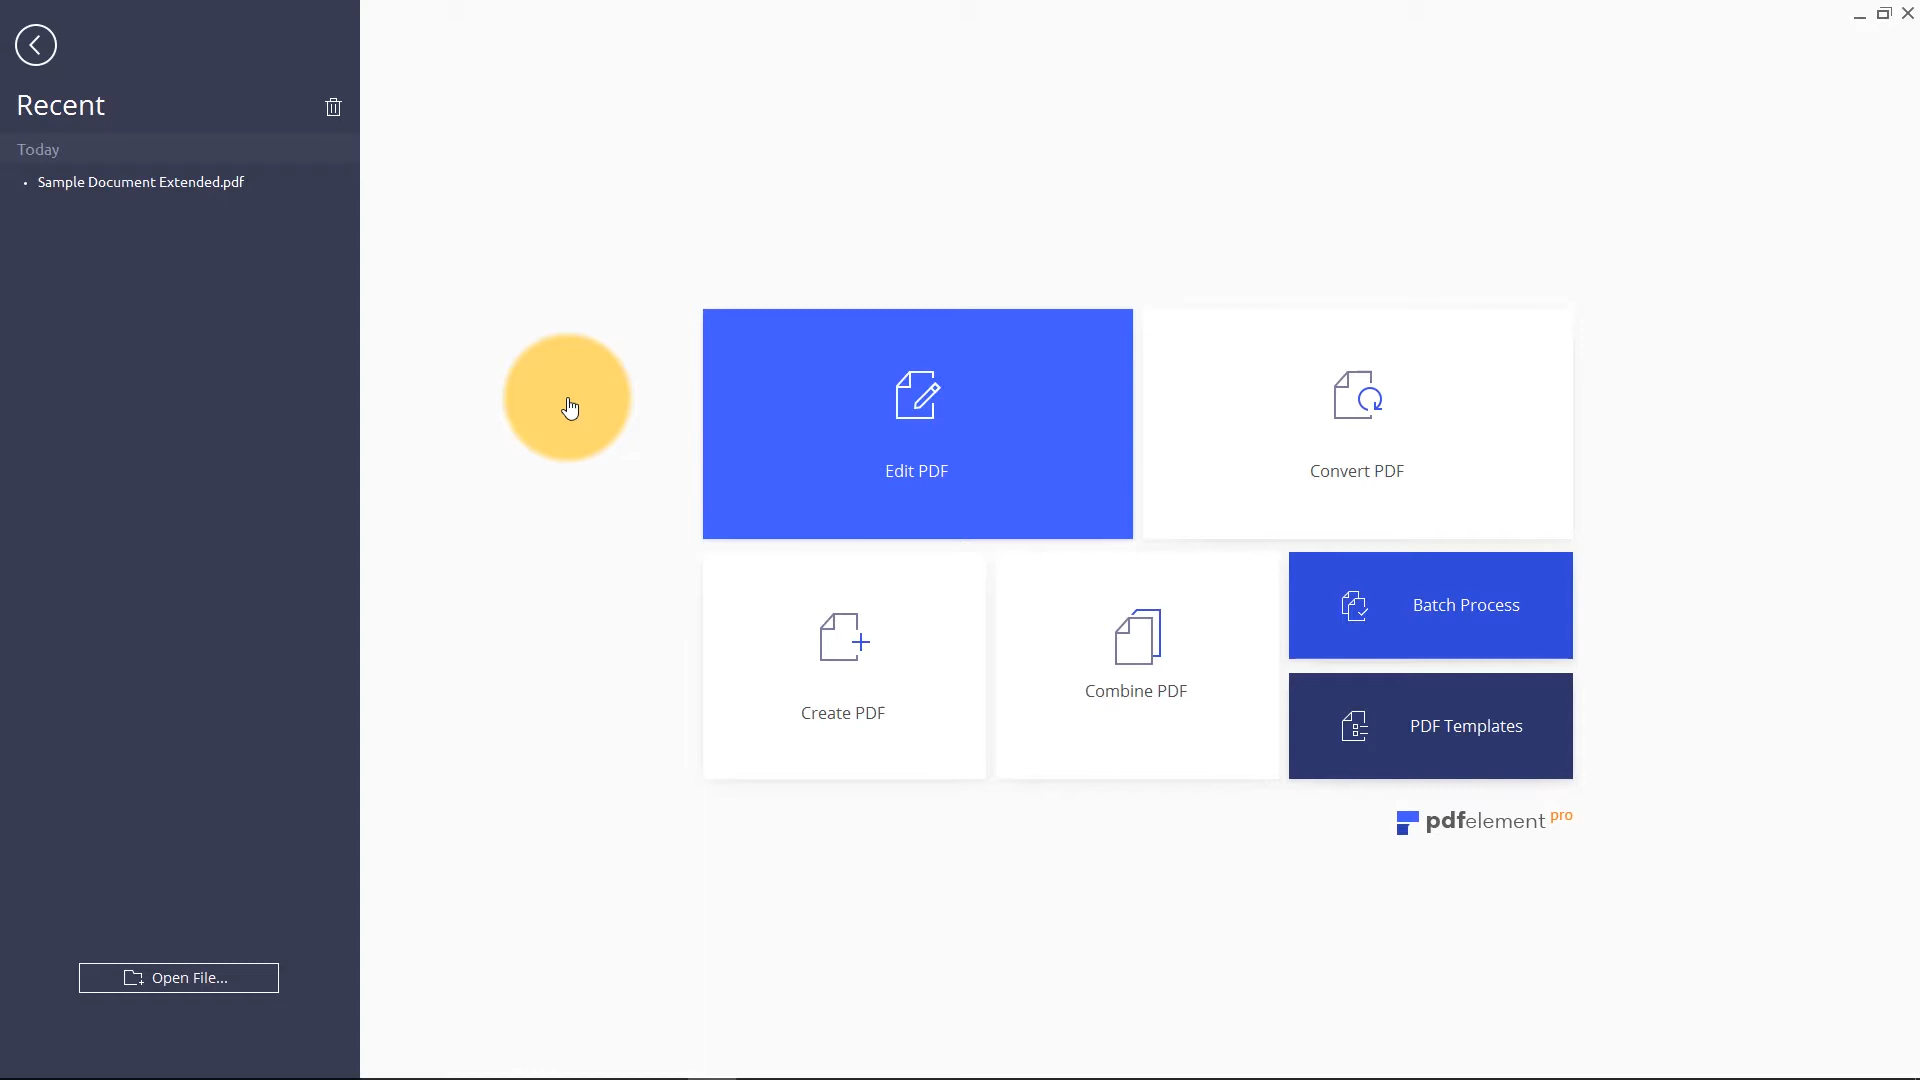 Recent
Today
• Sample Document Extended.pdf
Edit PDF
Convert PDF
Create PDF
Combine PDF
Batch Process
PDF Templates
pdfelement pro
Open File...